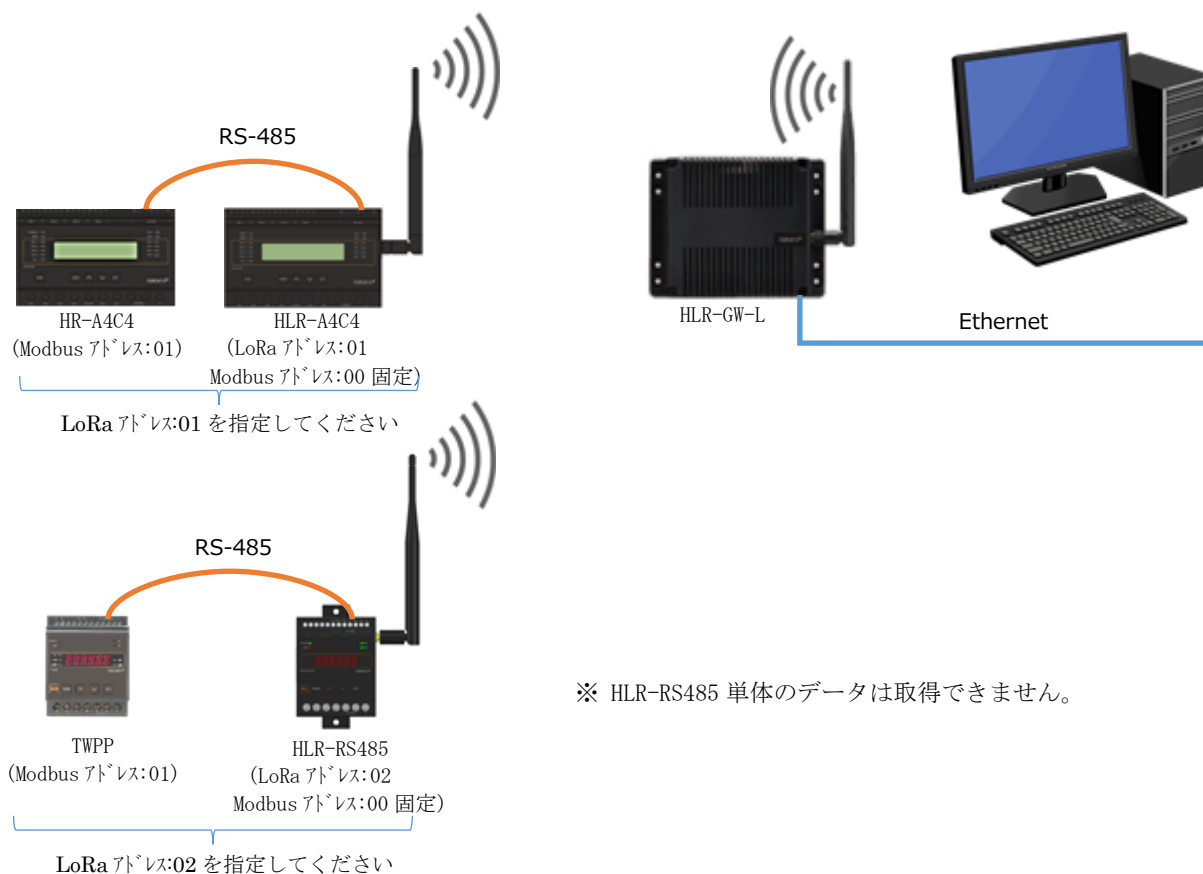 RS-485
HR-A4C4
(Modbus ｱﾄﾞﾚｽ:01)
HLR-A4C4
(LoRa ｱﾄﾞﾚｽ:01
Modbus ｱﾄﾞﾚｽ:00 固定)
LoRa ｱﾄﾞﾚｽ:01 を指定してください
HLR-GW-L
Ethernet
RS-485
TWPP
(Modbus ｱﾄﾞﾚｽ:01)
HLR-RS485
(LoRa ｱﾄﾞﾚｽ:02
Modbus ｱﾄﾞﾚｽ:00 固定)
LoRa ｱﾄﾞﾚｽ:02 を指定してください
※ HLR-RS485 単体のデータは取得できません。